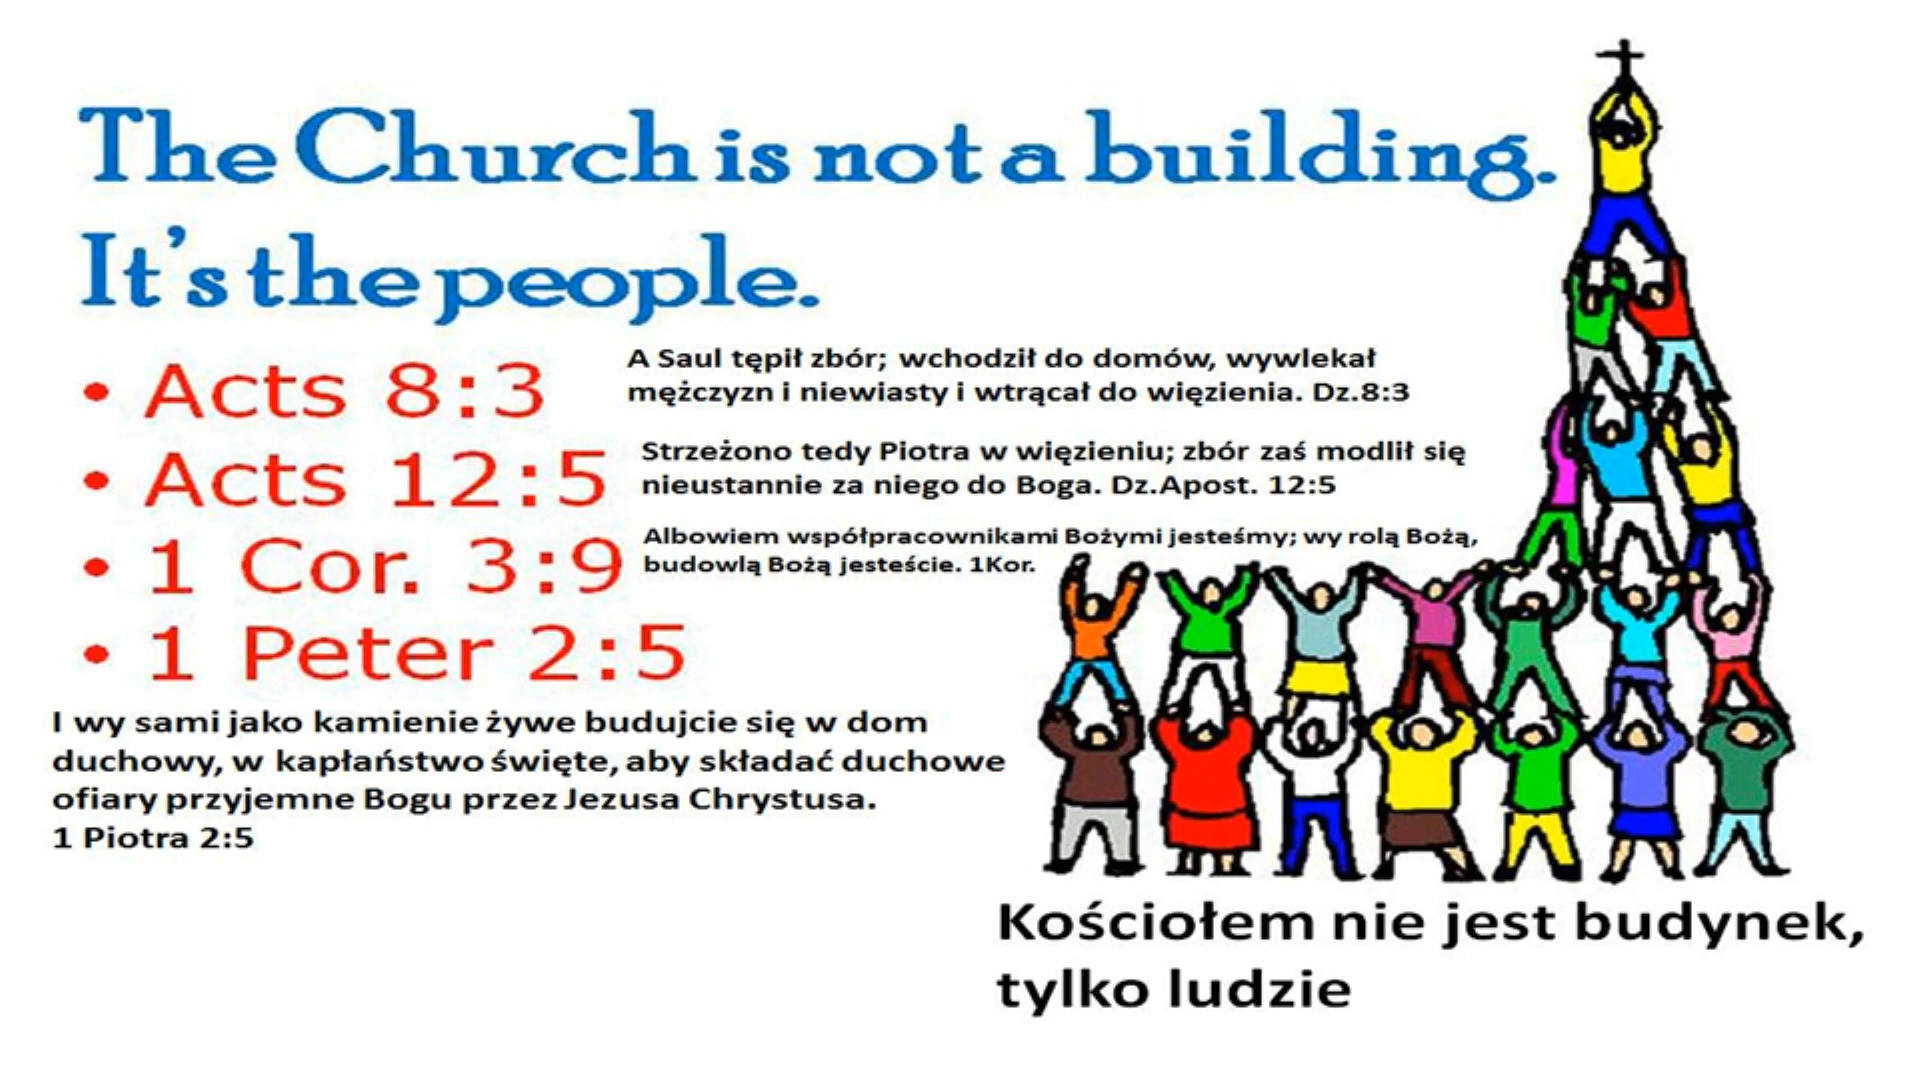 The Church is not a building.
It's the people.
• Acts 8:3
A Saul tępił zbór; wchodził do domów, wywlekał
mężczyzn i niewiasty i wtrącał do więzienia. Dz.8:3
• Acts 12:5
Strzeżono tedy Piotra w więzieniu; zbór zaś modlił się
nieustannie za niego do Boga. Dz.Apost. 12:5
• 1 Cor. 3:9
Albowiem współpracownikami Bożymi jesteśmy; wy rolą Bożą,
budowlą Bożą jesteście. 1Kor.
• 1 Peter 2:5
I wy sami jako kamienie żywe budujcie się w dom
duchowy, w kapłaństwo święte, aby składać duchowe
ofiary przyjemne Bogu przez Jezusa Chrystusa.
1 Piotra 2:5
Kościołem nie jest budynek,
tylko ludzie